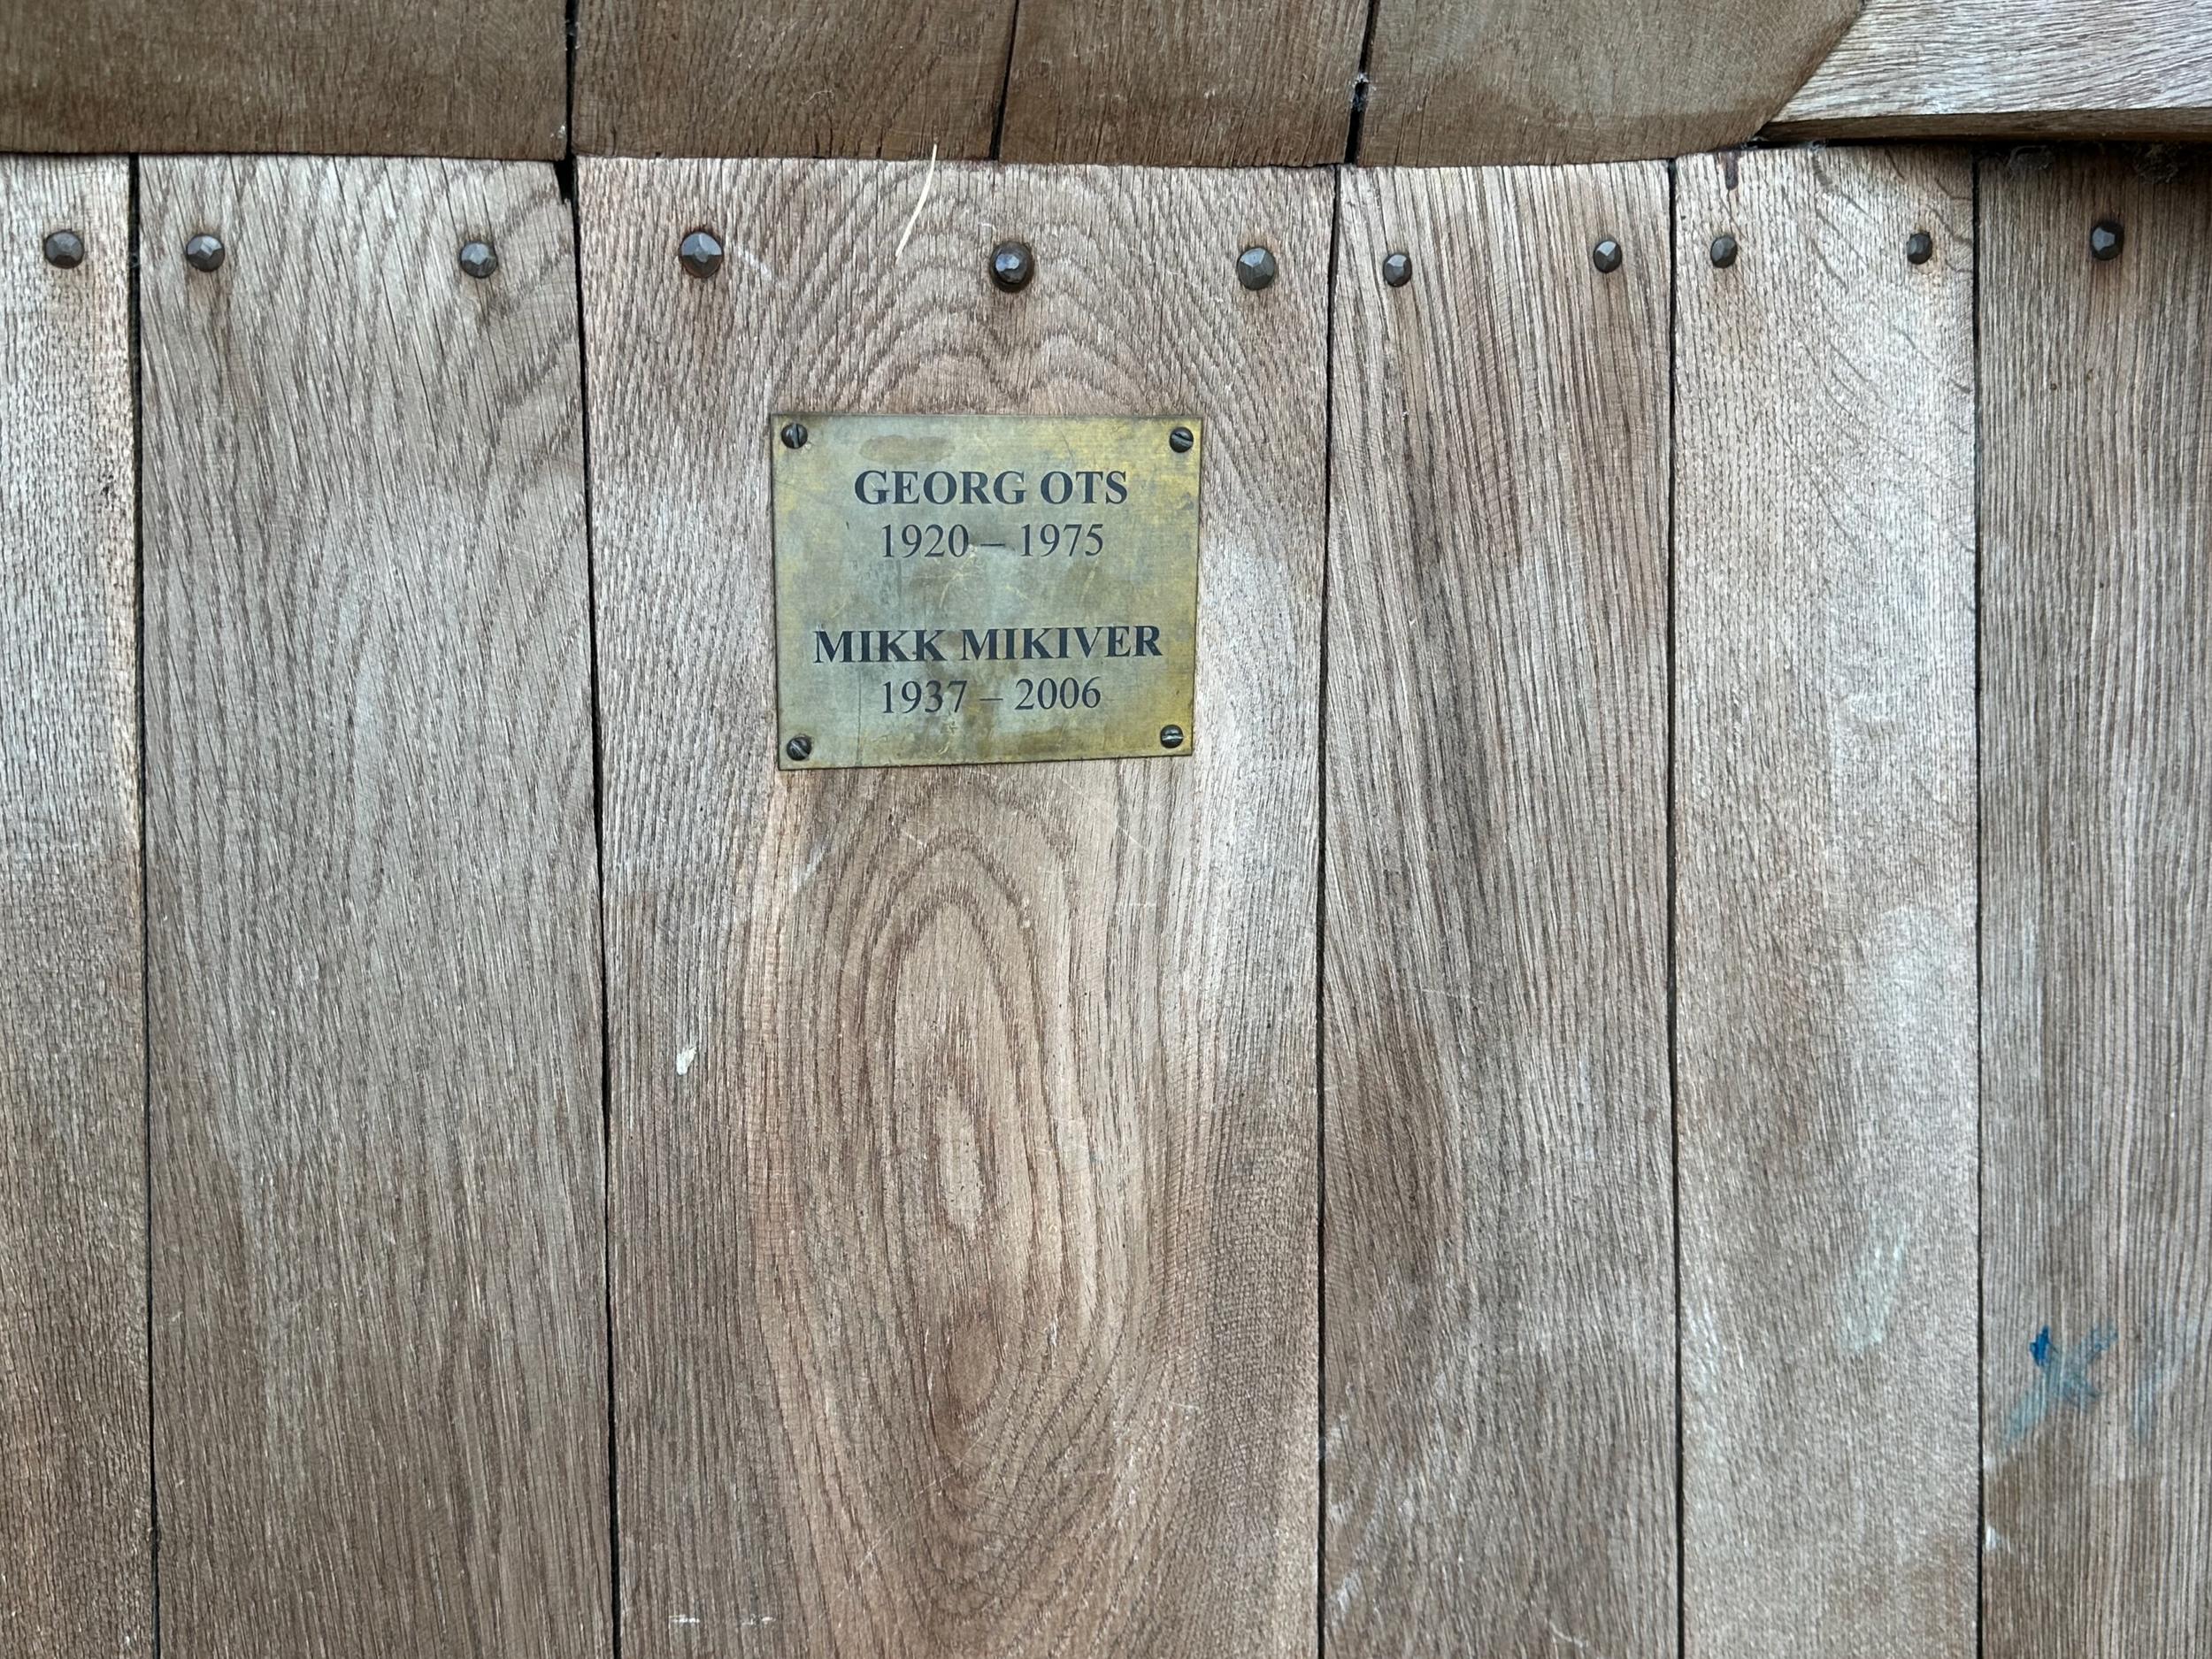 GEORG OTS
1920 – 1975
MIKK MIKIVER
1937 – 2006